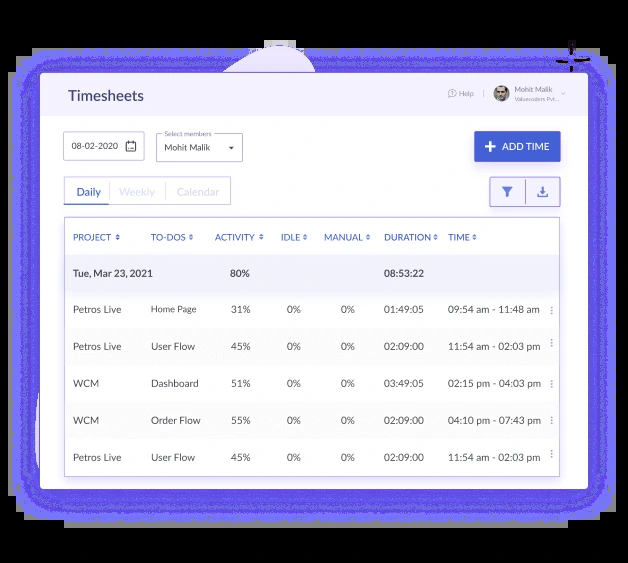 Timesheets
Help
Mohit Malik
Valuecoders Pvt...
08-02-2020
Select members
Mohit Malik
ADD TIME
Daily Weekly Calendar
PROJECT TO-DOS ACTIVITY IDLE MANUAL DURATION TIME
Tue, Mar 23, 2021 80% 08:53:22
Petros Live Home Page 31% 0% 0% 01:49:05 09:54 am - 11:48 am
Petros Live User Flow 45% 0% 0% 02:09:00 11:54 am - 02:03 pm
WCM Dashboard 51% 0% 0% 03:49:05 02:15 pm - 04:03 pm
WCM Order Flow 55% 0% 0% 02:09:00 04:10 pm - 07:43 pm
Petros Live User Flow 45% 0% 0% 02:09:00 11:54 am - 02:03 pm